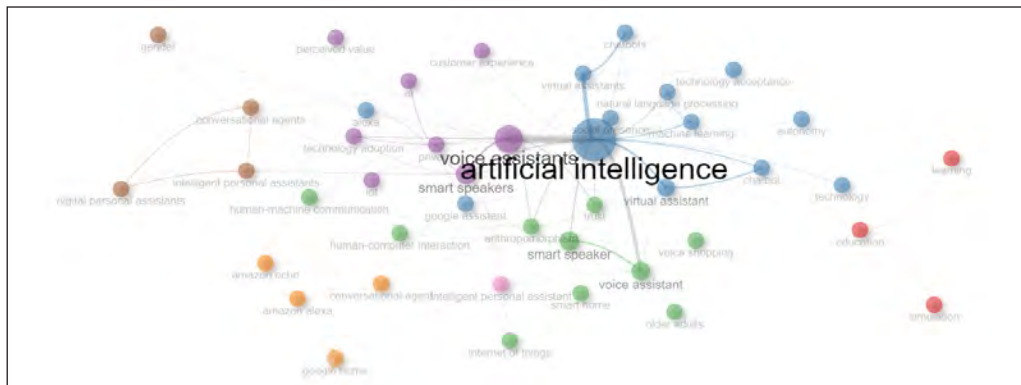 chatbots
gender
perceived value
customer experience
virtual assistants
technology acceptance
ai
natural language processing
conversational agents
alexa
machine learning
autonomy
technology adoption
voice assistants
artificial intelligence
learning
intelligent personal assistants
chatbot
digital personal assistants
iot
smart speakers
virtual assistant
technology
human-machine communication
google assistant
trust
anthropomorphism
education
human-computer interaction
smart speaker
voice shopping
amazon echo
voice assistant
conversational agent
intelligent personal assistant
amazon alexa
smart home
simulation
older adults
internet of things
google home